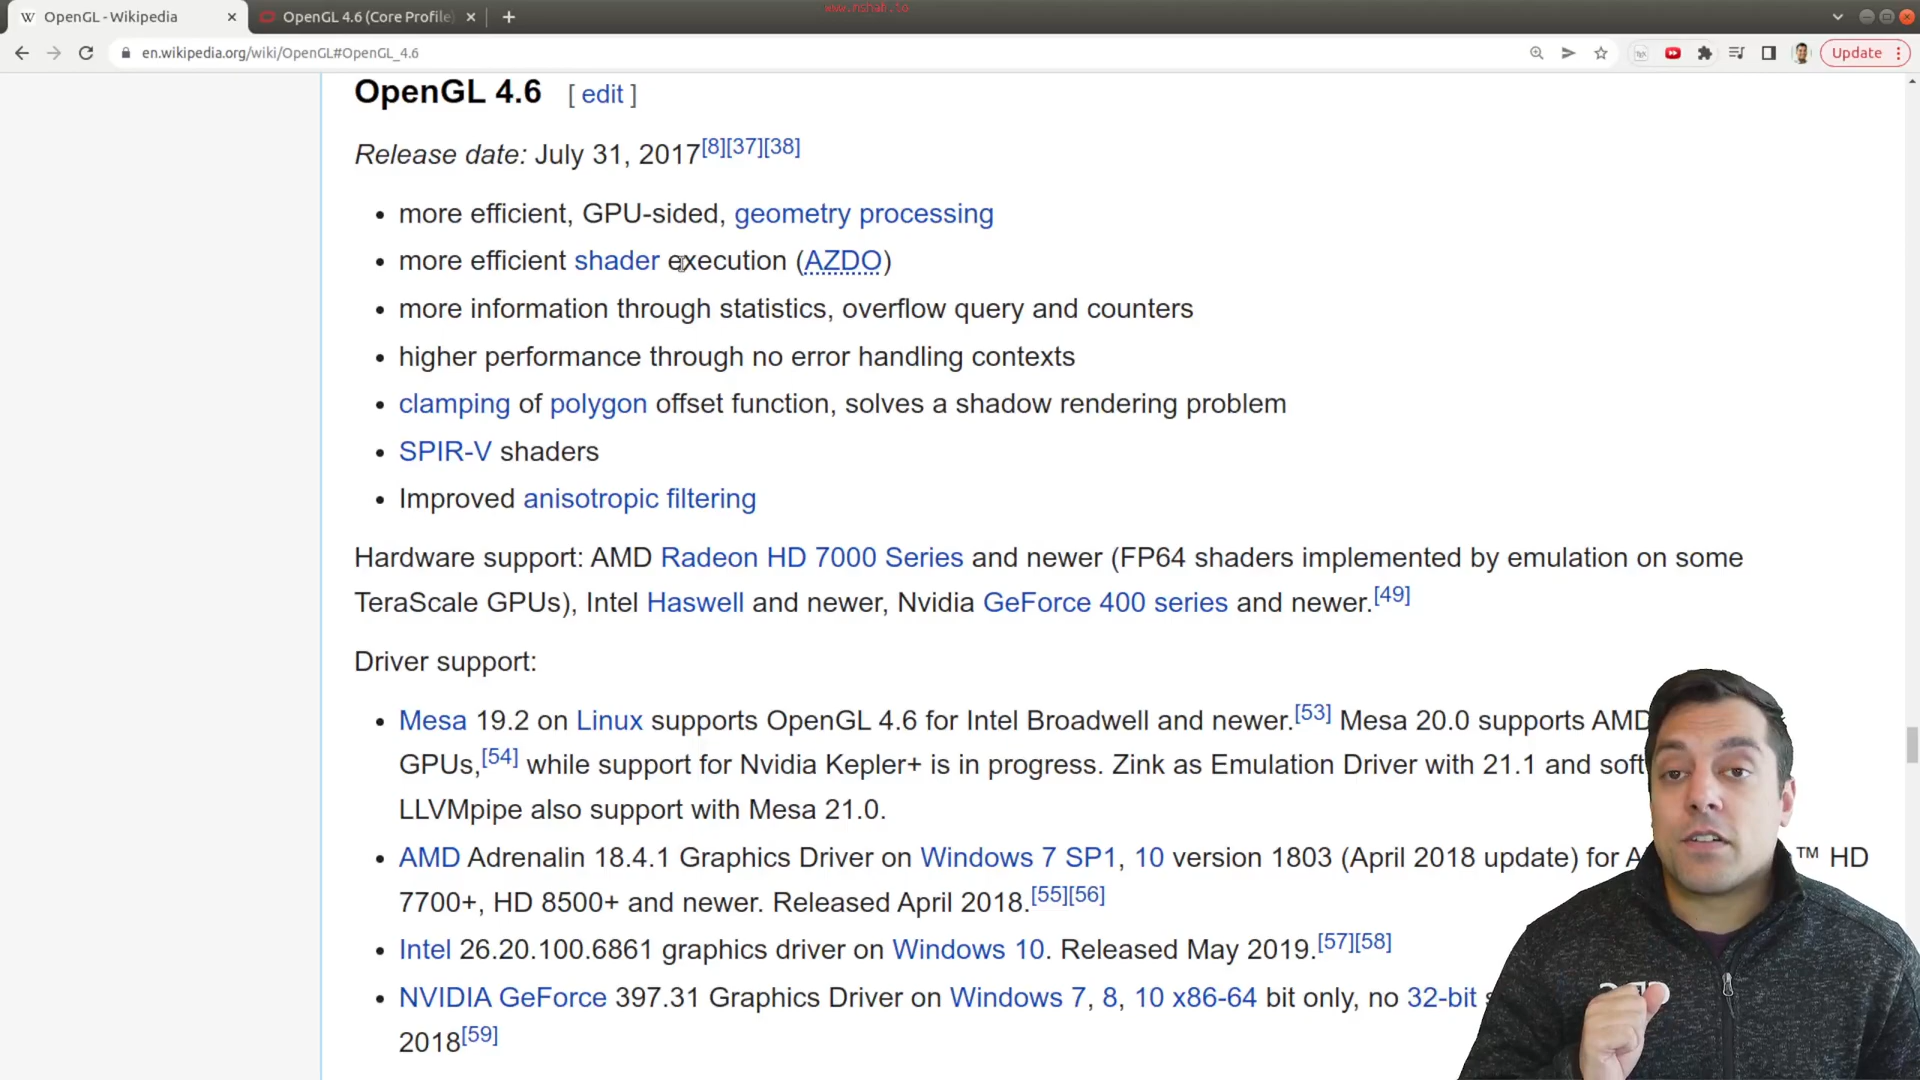 OpenGL - Wikipedia
OpenGL 4.6 (Core Profile)
en.wikipedia.org/wiki/OpenGL#OpenGL_4.6
Update
OpenGL 4.6 [ edit ]
Release date: July 31, 2017[8][37][38]
• more efficient, GPU-sided, geometry processing
• more efficient shader execution (AZDO)
• more information through statistics, overflow query and counters
• higher performance through no error handling contexts
• clamping of polygon offset function, solves a shadow rendering problem
• SPIR-V shaders
• Improved anisotropic filtering
Hardware support: AMD Radeon HD 7000 Series and newer (FP64 shaders implemented by emulation on some
TeraScale GPUs), Intel Haswell and newer, Nvidia GeForce 400 series and newer.[49]
Driver support:
• Mesa 19.2 on Linux supports OpenGL 4.6 for Intel Broadwell and newer.[53] Mesa 20.0 supports AMD
GPUs,[54] while support for Nvidia Kepler+ is in progress. Zink as Emulation Driver with 21.1 and soft
LLVMpipe also support with Mesa 21.0.
• AMD Adrenalin 18.4.1 Graphics Driver on Windows 7 SP1, 10 version 1803 (April 2018 update) for A ™ HD
7700+, HD 8500+ and newer. Released April 2018.[55][56]
• Intel 26.20.100.6861 graphics driver on Windows 10. Released May 2019.[57][58]
• NVIDIA GeForce 397.31 Graphics Driver on Windows 7, 8, 10 x86-64 bit only, no 32-bit s
2018[59]